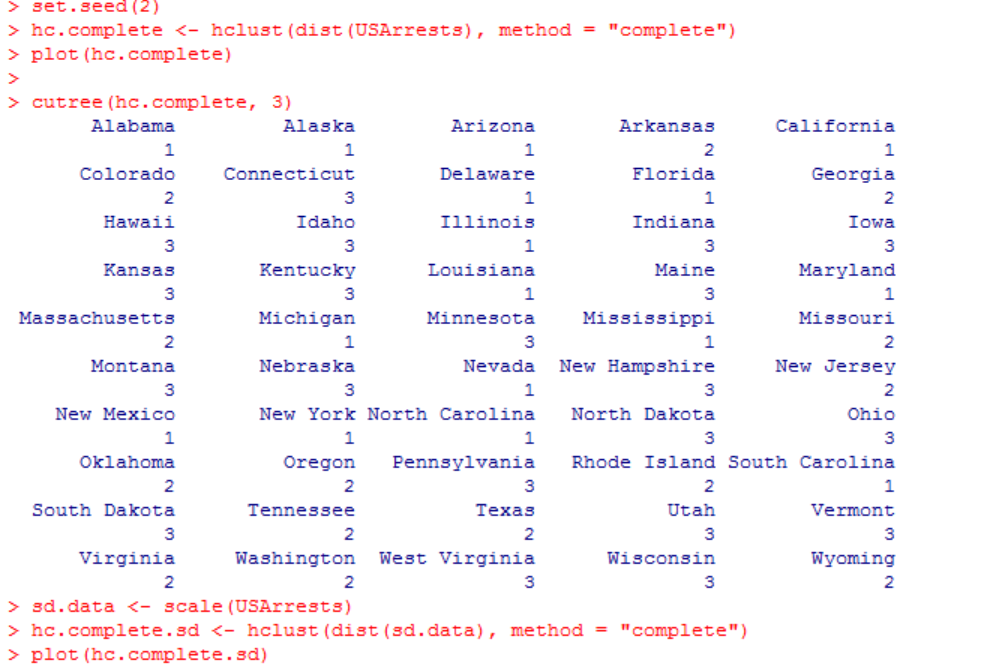 > set.seed(2)
> hc.complete <- hclust(dist(USArrests), method = "complete")
> plot(hc.complete)
>
> cutree(hc.complete, 3)
Alabama Alaska Arizona Arkansas California
1 1 1 2 1
Colorado Connecticut Delaware Florida Georgia
2 3 1 1 2
Hawaii Idaho Illinois Indiana Iowa
3 3 1 3 3
Kansas Kentucky Louisiana Maine Maryland
3 3 1 3 1
Massachusetts Michigan Minnesota Mississippi Missouri
2 1 3 1 2
Montana Nebraska Nevada New Hampshire New Jersey
3 3 1 3 2
New Mexico New York North Carolina North Dakota Ohio
1 1 1 3 3
Oklahoma Oregon Pennsylvania Rhode Island South Carolina
2 2 3 2 1
South Dakota Tennessee Texas Utah Vermont
3 2 2 3 3
Virginia Washington West Virginia Wisconsin Wyoming
2 2 3 3 2
> sd.data <- scale(USArrests)
> hc.complete.sd <- hclust(dist(sd.data), method = "complete")
> plot(hc.complete.sd)